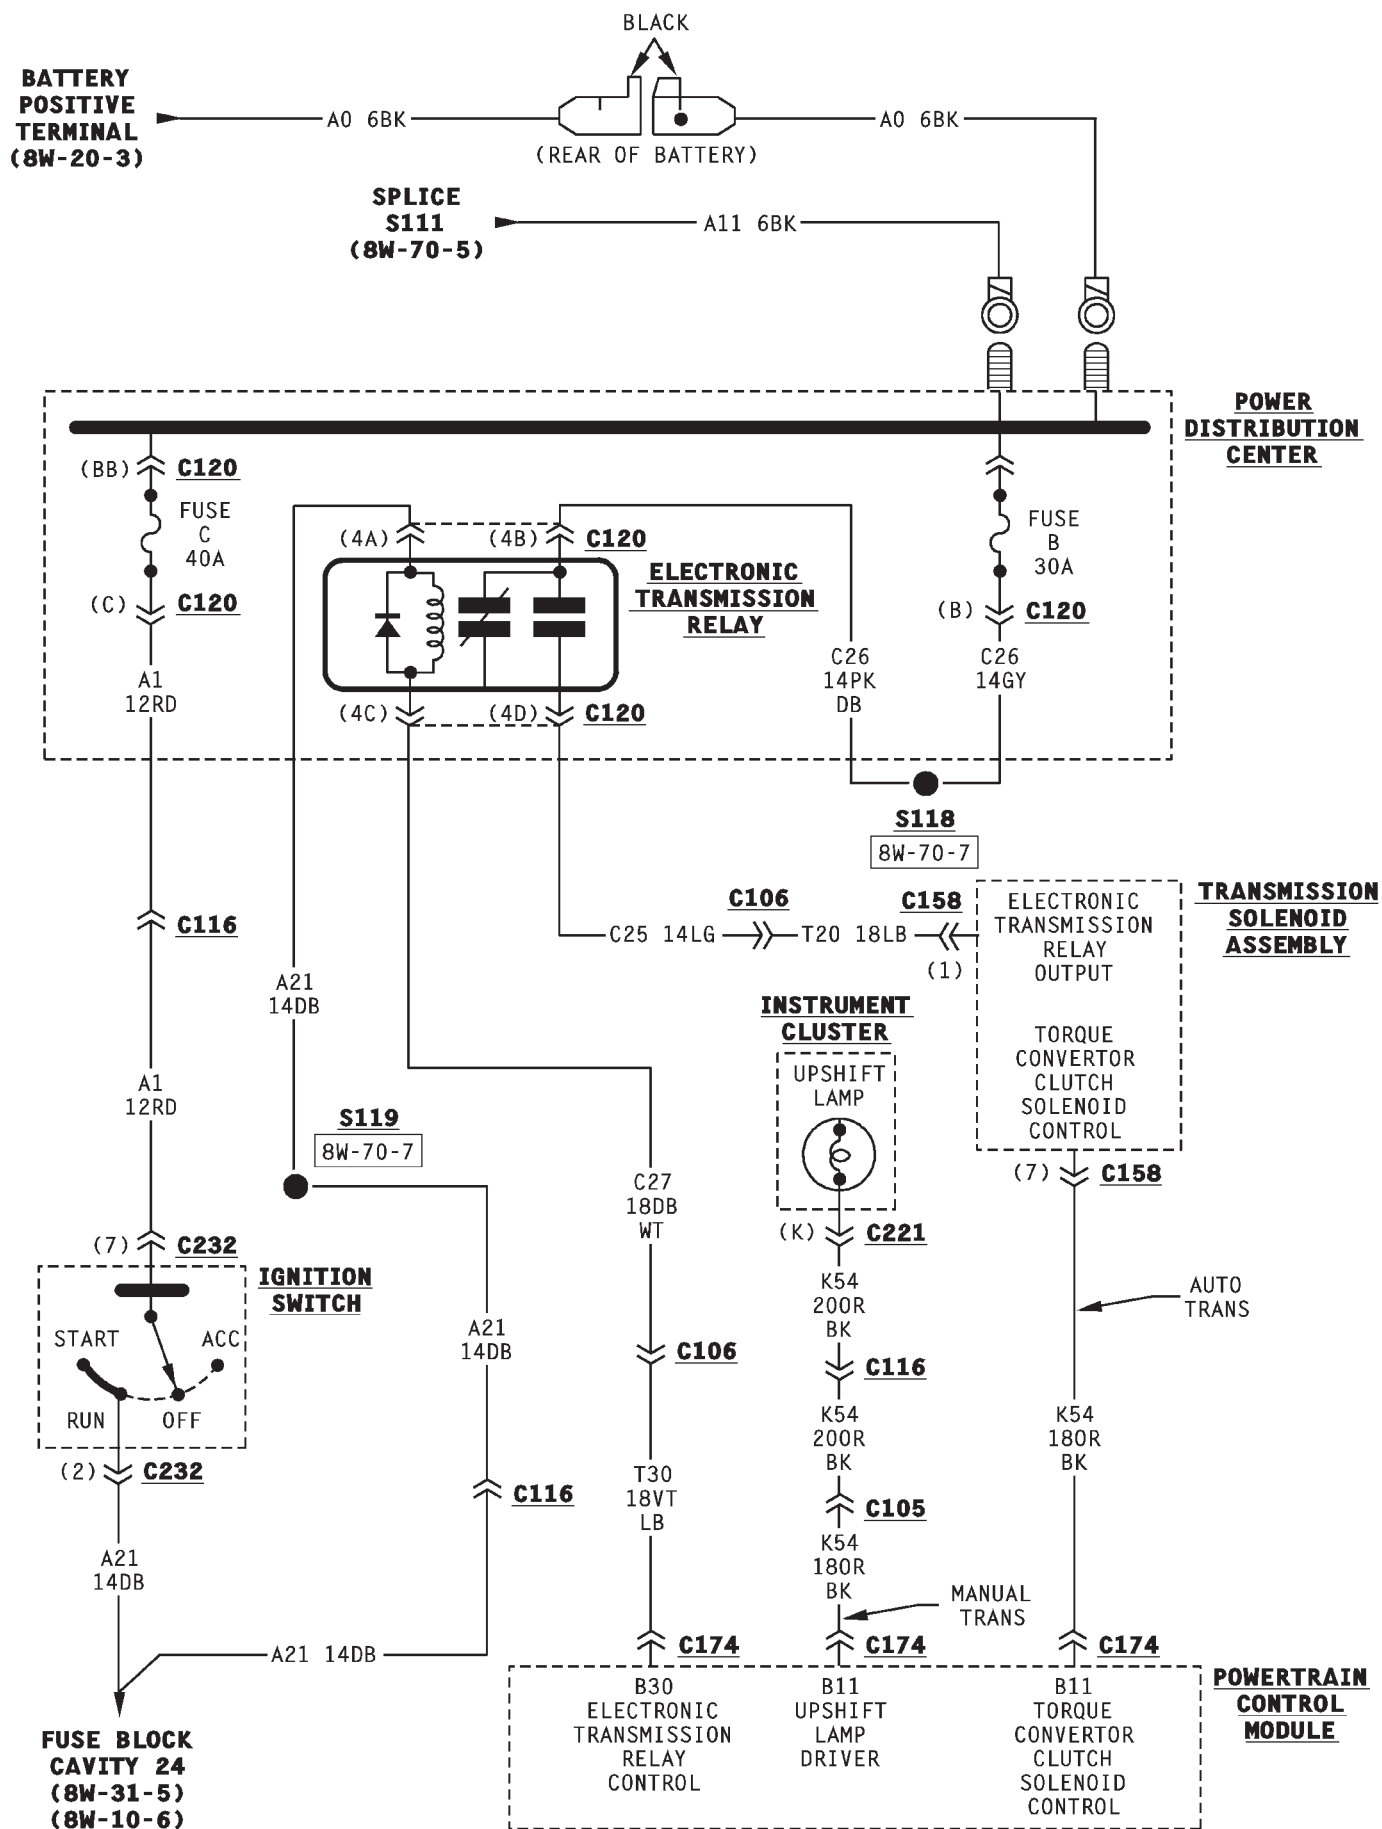 BLACK
BATTERY
POSITIVE
TERMINAL
(8W-20-3)
A0 6BK
A0 6BK
(REAR OF BATTERY)
SPLICE
S111
(8W-70-5)
A11 6BK
POWER
DISTRIBUTION
CENTER
(BB) C120
FUSE
C
40A
(C) C120
A1
12RD
(4A)
(4B) C120
ELECTRONIC
TRANSMISSION
RELAY
(4C)
(4D) C120
FUSE
B
30A
(B) C120
C26
14PK
DB
C26
14GY
S118
8W-70-7
C116
A21
14DB
C25 14LG
C106
T20 18LB
C158
(1)
ELECTRONIC
TRANSMISSION
RELAY
OUTPUT
TORQUE
CONVERTOR
CLUTCH
SOLENOID
CONTROL
TRANSMISSION
SOLENOID
ASSEMBLY
INSTRUMENT
CLUSTER
UPSHIFT
LAMP
A1
12RD
S119
8W-70-7
C27
18DB
WT
(7) C158
(K) C221
(7) C232
IGNITION
SWITCH
START
ACC
RUN
OFF
(2) C232
A21
14DB
K54
20OR
BK
AUTO
TRANS
C106
C116
K54
20OR
BK
K54
18OR
BK
T30
18VT
LB
C116
C105
A21
14DB
K54
18OR
BK
MANUAL
TRANS
A21 14DB
C174
C174
C174
B30
ELECTRONIC
TRANSMISSION
RELAY
CONTROL
B11
UPSHIFT
LAMP
DRIVER
B11
TORQUE
CONVERTOR
CLUTCH
SOLENOID
CONTROL
POWERTRAIN
CONTROL
MODULE
FUSE BLOCK
CAVITY 24
(8W-31-5)
(8W-10-6)